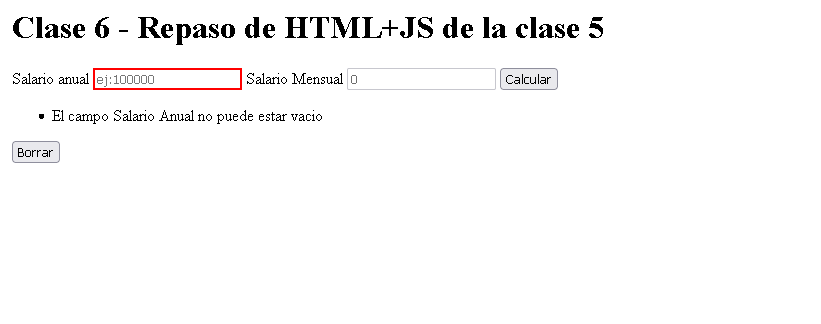 Clase 6 - Repaso de HTML+JS de la clase 5
Salario anual ej:100000 Salario Mensual 0 Calcular
El campo Salario Anual no puede estar vacio
Borrar